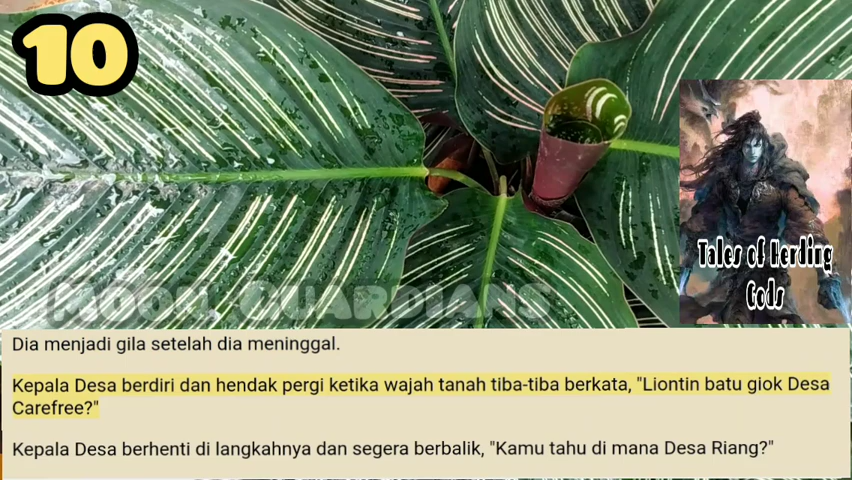 10
Tales of Herding
Gods
MOON GUARDIANS
Dia menjadi gila setelah dia meninggal.
Kepala Desa berdiri dan hendak pergi ketika wajah tanah tiba-tiba berkata, "Liontin batu giok Desa
Carefree?"
Kepala Desa berhenti di langkahnya dan segera berbalik, "Kamu tahu di mana Desa Riang?"